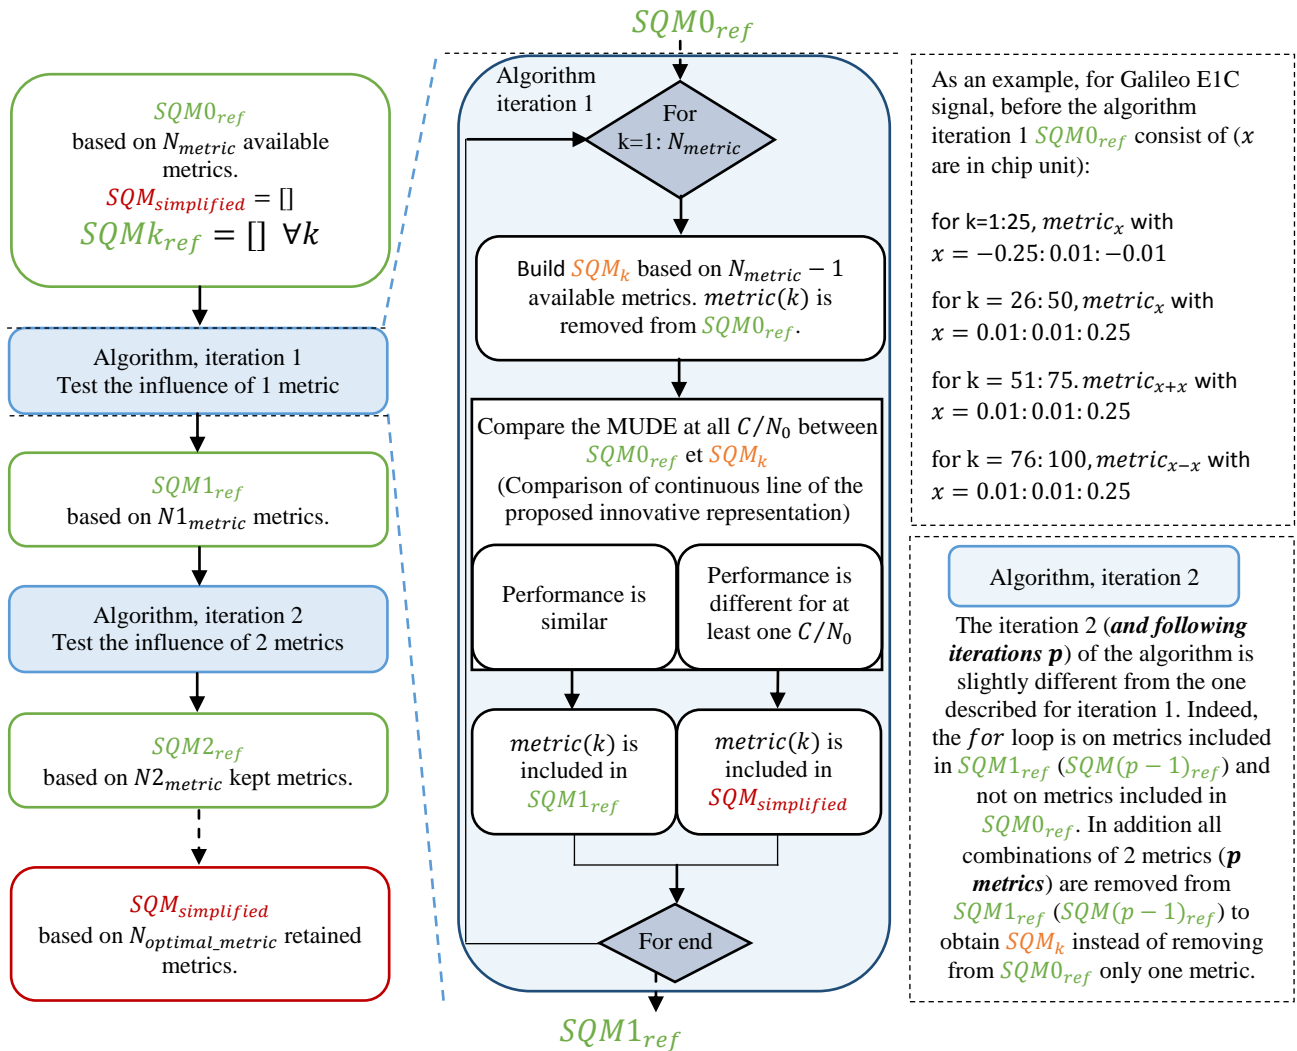 SQM0_ref
based on N_metric available
metrics.
SQM_simplified = []
SQMk_ref = [] ∀k
Algorithm, iteration 1
Test the influence of 1 metric
SQM1_ref
based on N1_metric metrics.
Algorithm, iteration 2
Test the influence of 2 metrics
SQM2_ref
based on N2_metric kept metrics.
SQM_simplified
based on N_optimal_metric retained
metrics.
SQM0_ref
Algorithm
iteration 1
For
k=1: N_metric
Build SQM_k based on N_metric − 1
available metrics. metric(k) is
removed from SQM0_ref.
Compare the MUDE at all C/N_0 between
SQM0_ref et SQM_k
(Comparison of continuous line of the
proposed innovative representation)
Performance is
similar
Performance is
different for at
least one C/N_0
metric(k) is
included in
SQM1_ref
metric(k) is
included in
SQM_simplified
For end
SQM1_ref
As an example, for Galileo E1C
signal, before the algorithm
iteration 1 SQM0_ref consist of (x
are in chip unit):
for k=1:25, metric_x with
x = −0.25: 0.01: −0.01
for k = 26: 50, metric_x with
x = 0.01: 0.01: 0.25
for k = 51: 75. metric_x+x with
x = 0.01: 0.01: 0.25
for k = 76: 100, metric_x−x with
x = 0.01: 0.01: 0.25
Algorithm, iteration 2
The iteration 2 (and following
iterations p) of the algorithm is
slightly different from the one
described for iteration 1. Indeed,
the for loop is on metrics included
in SQM1_ref (SQM(p − 1)_ref) and
not on metrics included in
SQM0_ref. In addition all
combinations of 2 metrics (p
metrics) are removed from
SQM1_ref (SQM(p − 1)_ref) to
obtain SQM_k instead of removing
from SQM0_ref only one metric.